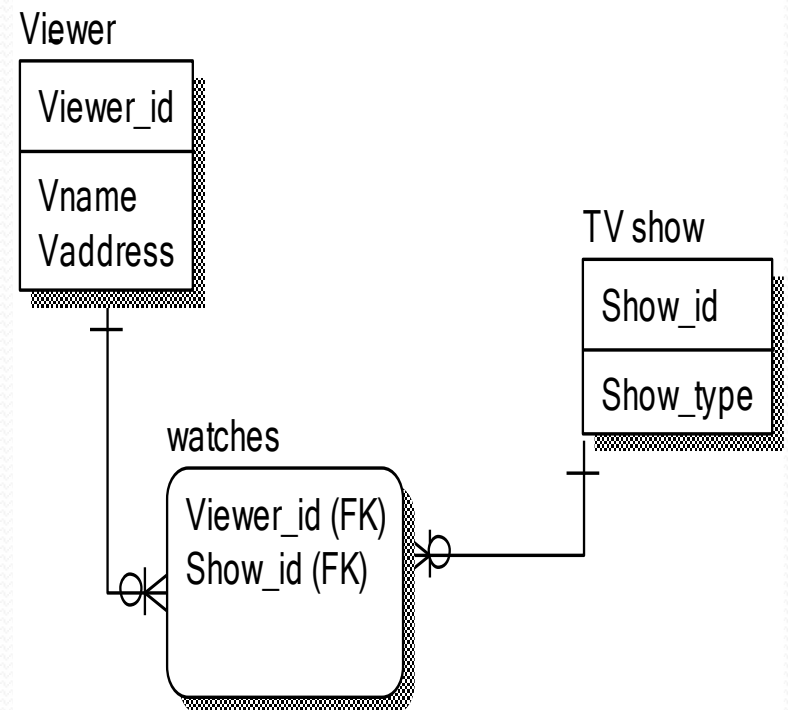 Viewer
Viewer_id
Vname
Vaddress
TV show
Show_id
Show_type
watches
Viewer_id (FK)
Show_id (FK)